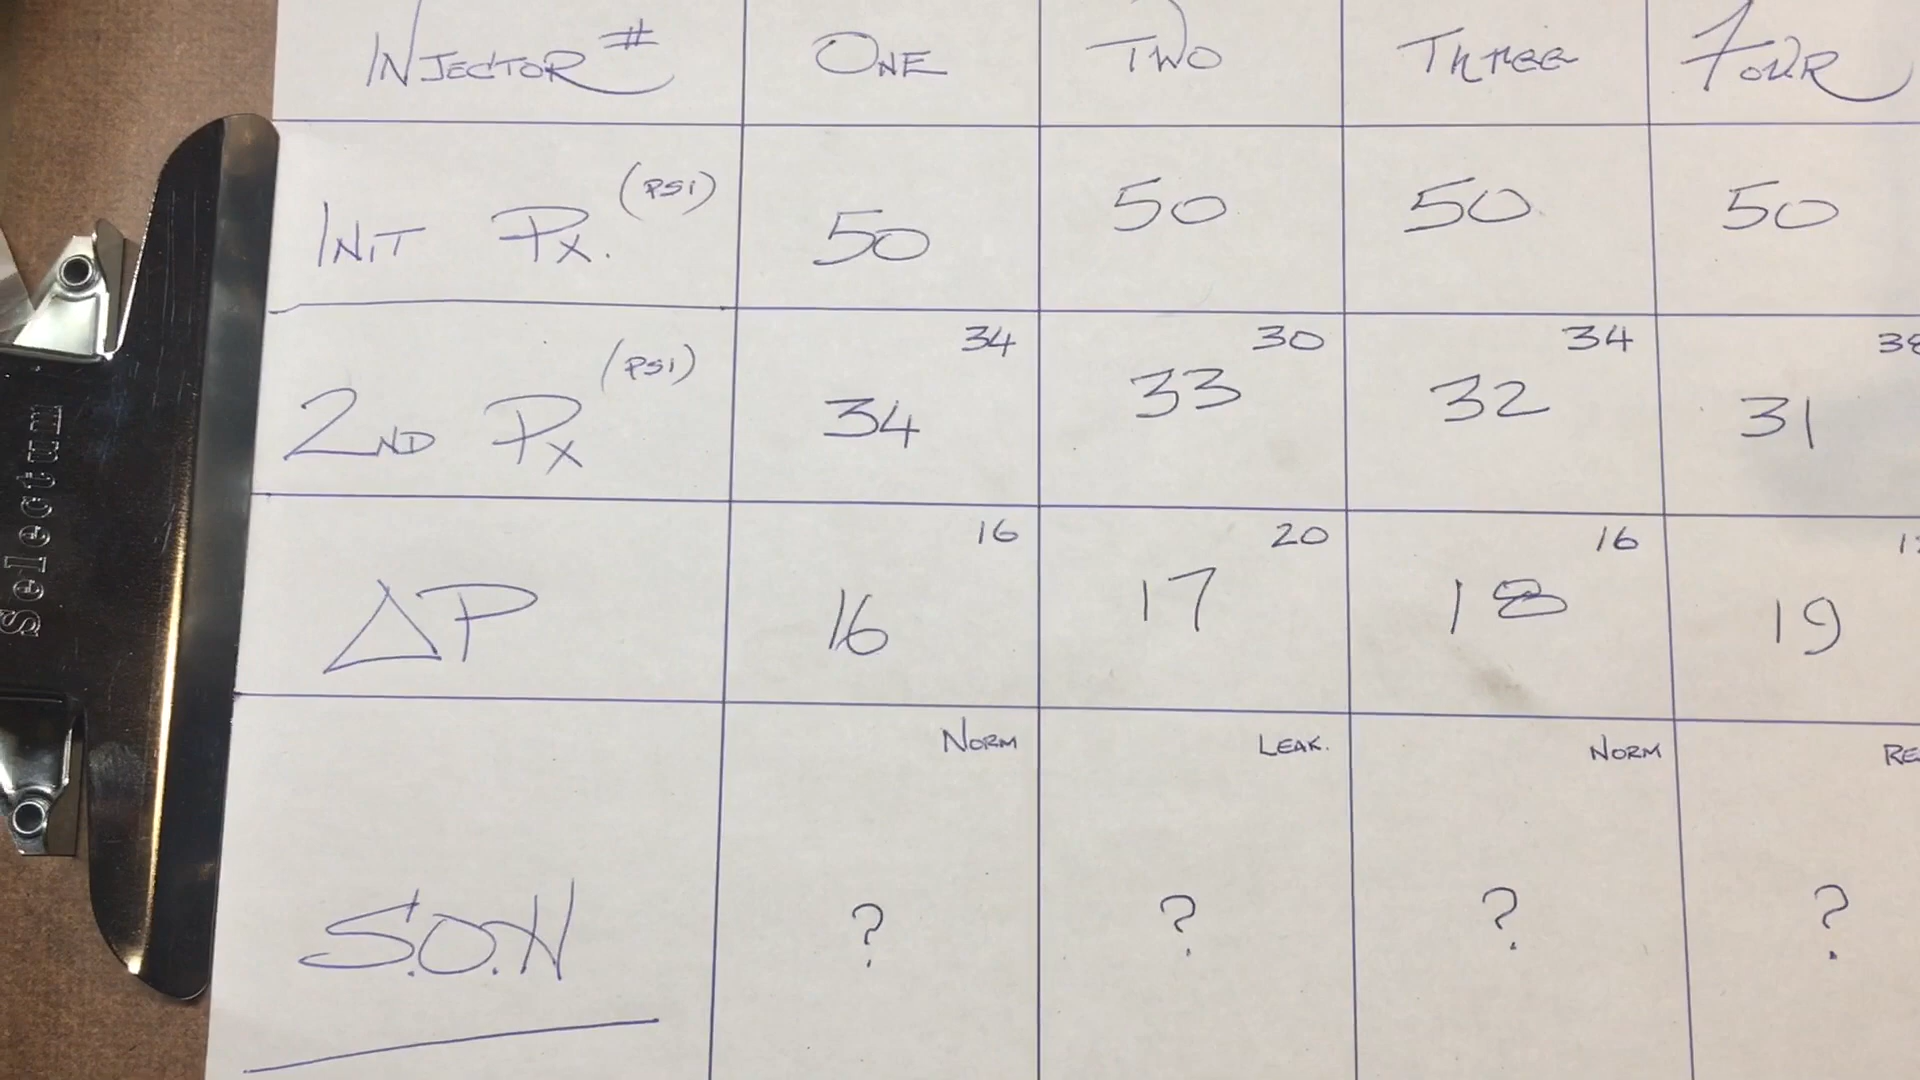 INJECTOR # ONE TWO THREE FOUR
(PSI)
INIT PX. 50 50 50 50
(PSI) 34 30 34
2ND PX 34 33 32 31
16 20 16
ΔP 16 17 18 19
NORM LEAK. NORM
S.O.H ? ? ? ?
Selectum